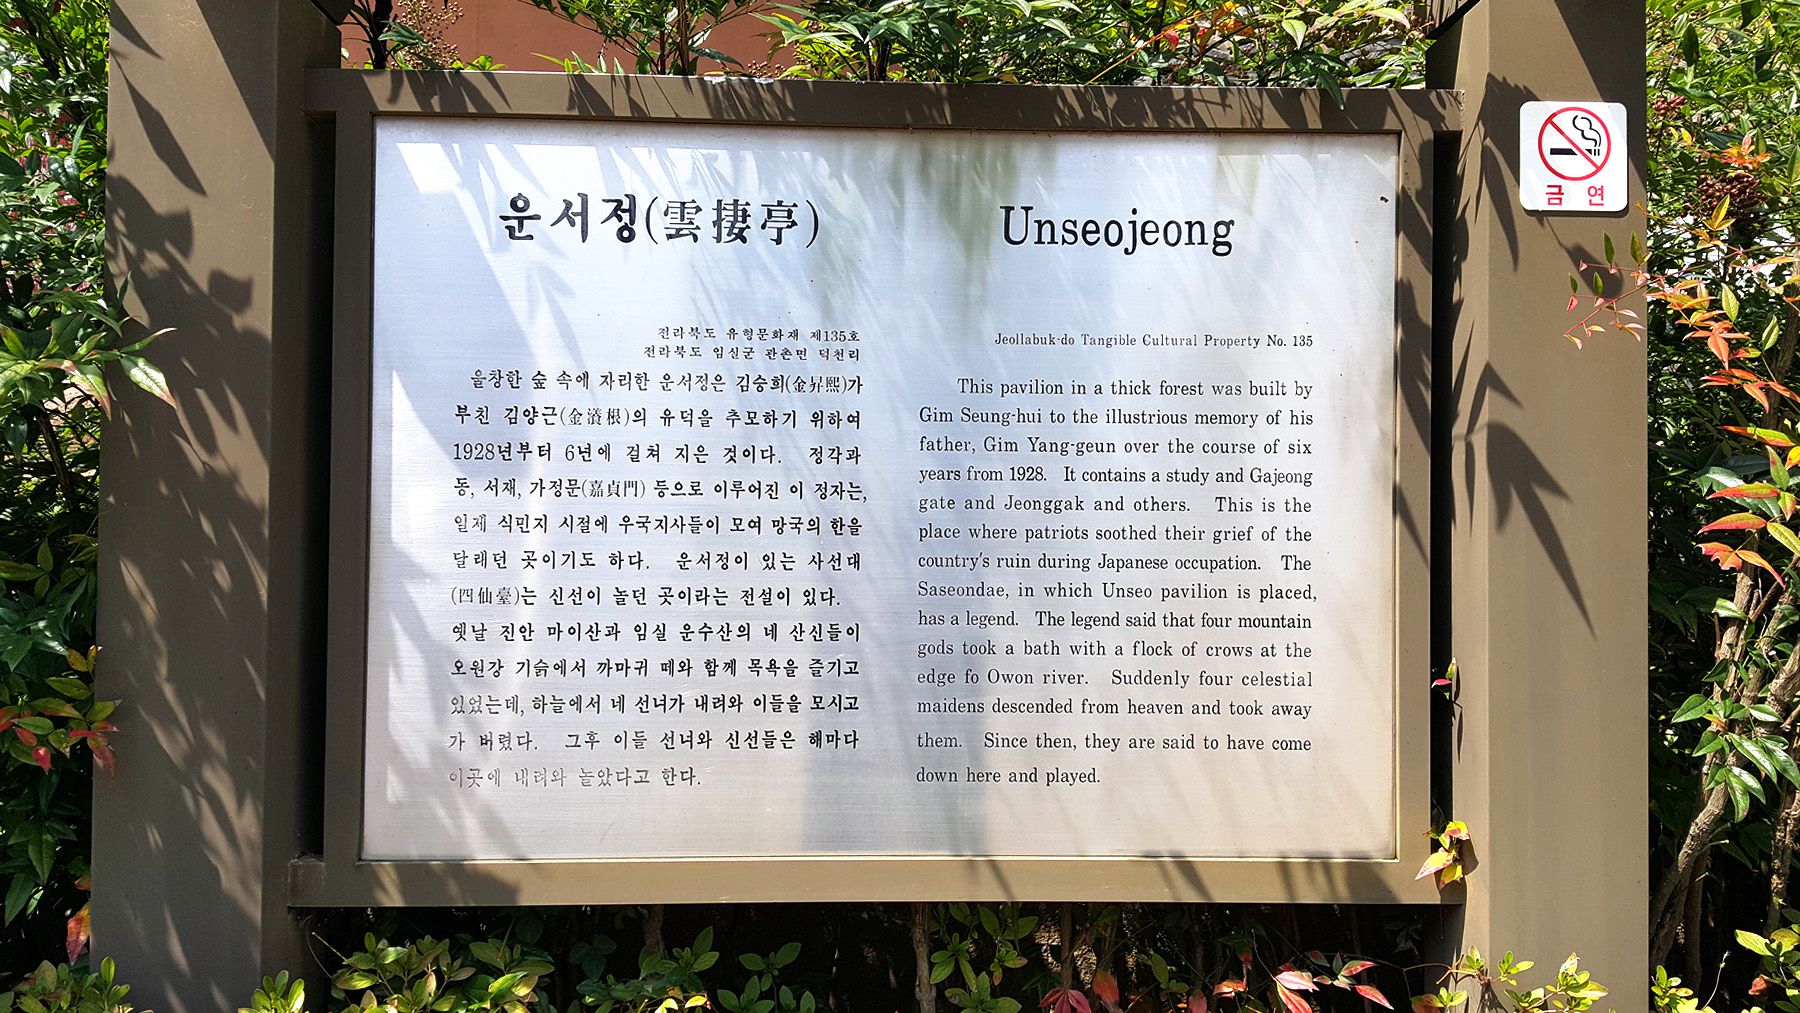 운서정(雲捿亭)
전라북도 유형문화재 제135호
전라북도 임실군 관촌면 덕천리
울창한 숲 속에 자리한 운서정은 김승희(金昇熙)가
부친 김양근(金瀁根)의 유덕을 추모하기 위하여
1928년부터 6년에 걸쳐 지은 것이다. 정각과
동, 서재, 가정문(嘉貞門) 등으로 이루어진 이 정자는,
일제 식민지 시절에 우국지사들이 모여 망국의 한을
달래던 곳이기도 하다. 운서정이 있는 사선대
(四仙臺)는 신선이 놀던 곳이라는 전설이 있다.
옛날 진안 마이산과 임실 운수산의 네 산신들이
오원강 기슭에서 까마귀 떼와 함께 목욕을 즐기고
있었는데, 하늘에서 네 선녀가 내려와 이들을 모시고
가 버렸다. 그후 이들 선녀와 신선들은 해마다
이곳에 내려와 놀았다고 한다.
Unseojeong
Jeollabuk-do Tangible Cultural Property No. 135
This pavilion in a thick forest was built by
Gim Seung-hui to the illustrious memory of his
father, Gim Yang-geun over the course of six
years from 1928. It contains a study and Gajeong
gate and Jeonggak and others. This is the
place where patriots soothed their grief of the
country's ruin during Japanese occupation. The
Saseondae, in which Unseo pavilion is placed,
has a legend. The legend said that four mountain
gods took a bath with a flock of crows at the
edge fo Owon river. Suddenly four celestial
maidens descended from heaven and took away
them. Since then, they are said to have come
down here and played.
금 연